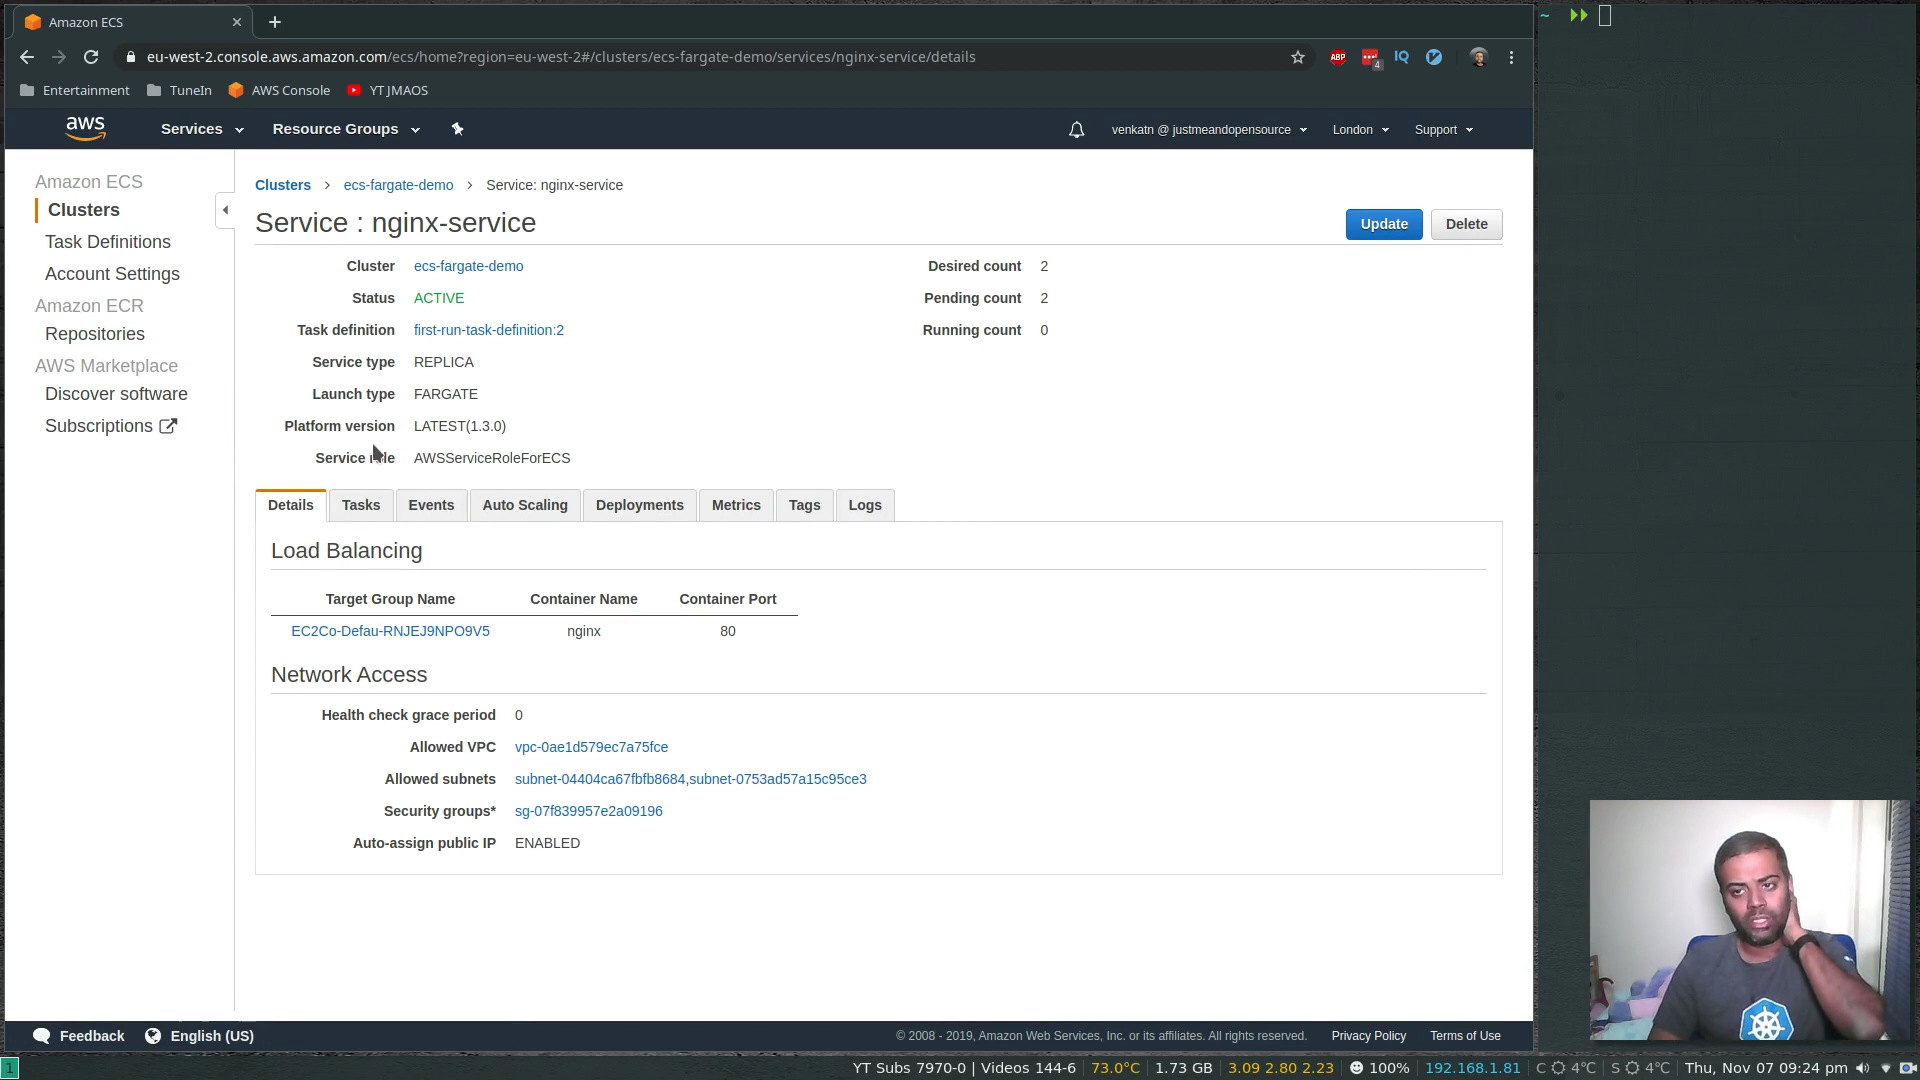 Amazon ECS
~
eu-west-2.console.aws.amazon.com/ecs/home?region=eu-west-2#/clusters/ecs-fargate-demo/services/nginx-service/details
ABP
4
IQ
Entertainment
TuneIn
AWS Console
YT JMAOS
aws
Services
Resource Groups
venkatn @ justmeandopensource
London
Support
Amazon ECS
Clusters
Task Definitions
Account Settings
Amazon ECR
Repositories
AWS Marketplace
Discover software
Subscriptions
Clusters > ecs-fargate-demo > Service: nginx-service
Service : nginx-service
Update
Delete
Cluster ecs-fargate-demo
Status ACTIVE
Task definition first-run-task-definition:2
Service type REPLICA
Launch type FARGATE
Platform version LATEST(1.3.0)
Service role AWSServiceRoleForECS
Desired count 2
Pending count 2
Running count 0
Details
Tasks
Events
Auto Scaling
Deployments
Metrics
Tags
Logs
Load Balancing
Target Group Name Container Name Container Port
EC2Co-Defau-RNJEJ9NPO9V5 nginx 80
Network Access
Health check grace period 0
Allowed VPC vpc-0ae1d579ec7a75fce
Allowed subnets subnet-04404ca67fbfb8684,subnet-0753ad57a15c95ce3
Security groups* sg-07f839957e2a09196
Auto-assign public IP ENABLED
Feedback
English (US)
© 2008 - 2019, Amazon Web Services, Inc. or its affiliates. All rights reserved.
Privacy Policy
Terms of Use
1
YT Subs 7970-0 | Videos 144-6 73.0°C 1.73 GB 3.09 2.80 2.23 100% 192.168.1.81 C 4°C S 4°C Thu, Nov 07 09:24 pm